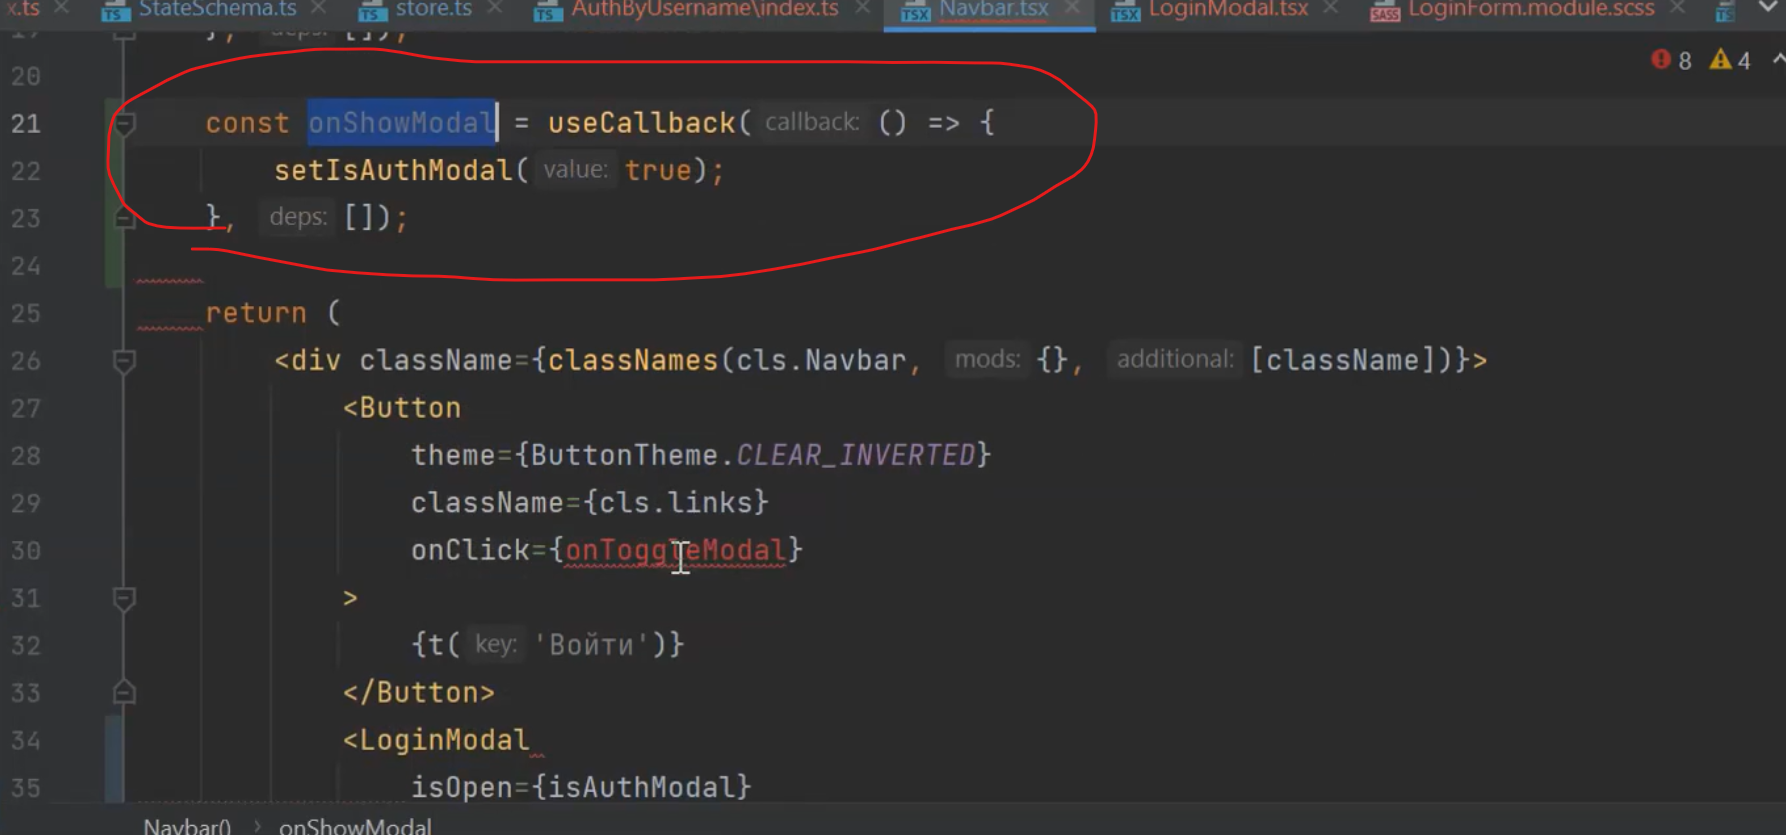 x.ts StateSchema.ts store.ts AuthByUsername\index.ts Navbar.tsx LoginModal.tsx LoginForm.module.scss
19 }, deps: []);
8 4
20
21 const onShowModal = useCallback( callback: () => {
22 setIsAuthModal( value: true);
23 }, deps: []);
24
25 return (
26 <div className={classNames(cls.Navbar, mods: {}, additional: [className])}>
27 <Button
28 theme={ButtonTheme.CLEAR_INVERTED}
29 className={cls.links}
30 onClick={onToggleModal}
31 >
32 {t( key: 'Войти')}
33 </Button>
34 <LoginModal
35 isOpen={isAuthModal}
Navbar() › onShowModal